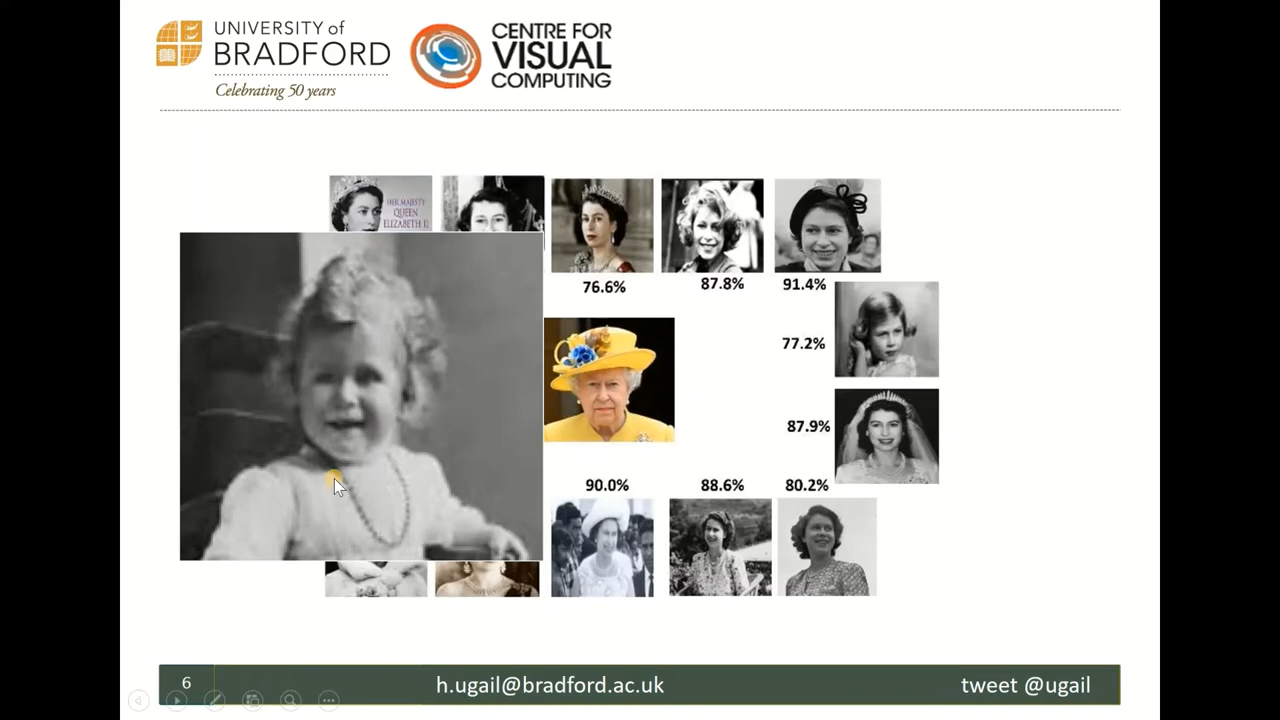 UNIVERSITY of
BRADFORD
Celebrating 50 years
CENTRE FOR
VISUAL
COMPUTING
HER MAJESTY
QUEEN
ELIZABETH II
76.6%
87.8%
91.4%
77.2%
87.9%
90.0%
88.6%
80.2%
6
h.ugail@bradford.ac.uk
tweet @ugail